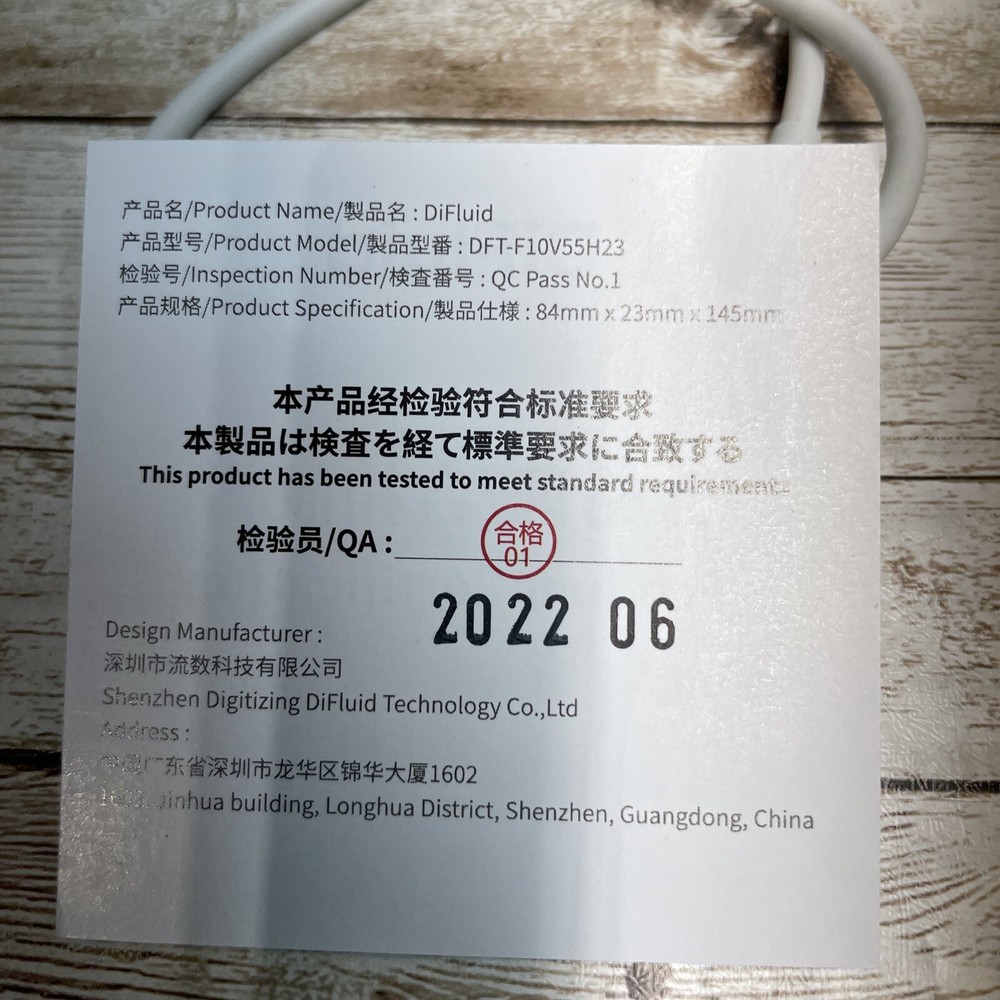 产品名/Product Name/製品名 : DiFluid
产品型号/Product Model/製品型番 : DFT-F10V55H23
检验号/Inspection Number/検査番号 : QC Pass No.1
产品规格/Product Specification/製品仕様 : 84mm x 23mm x 145mm
本产品经检验符合标准要求
本製品は検査を経て標準要求に合致する
This product has been tested to meet standard requirements
检验员/QA :
合格
01
2022 06
Design Manufacturer :
深圳市流数科技有限公司
Shenzhen Digitizing DiFluid Technology Co.,Ltd
Address :
中国广东省深圳市龙华区锦华大厦1602
1602, Jinhua building, Longhua District, Shenzhen, Guangdong, China